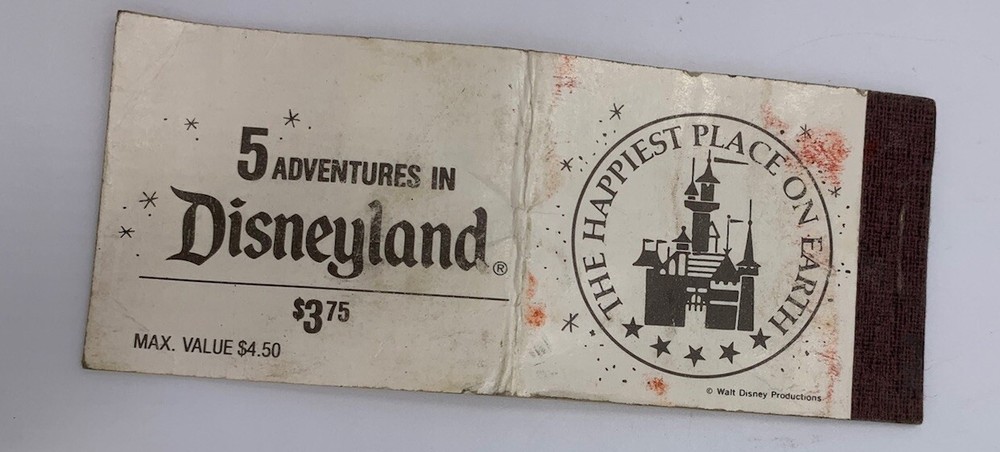 5 ADVENTURES IN
Disneyland®
$3 75
MAX. VALUE $4.50
THE HAPPIEST PLACE ON EARTH
© Walt Disney Productions